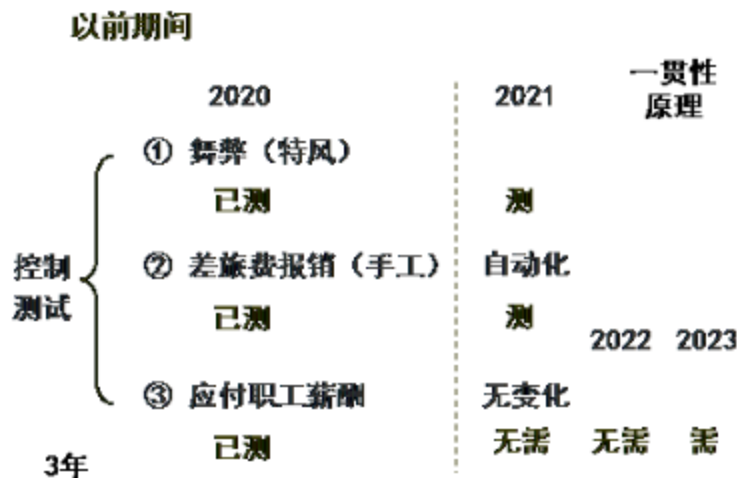 以前期间
2020 2021 一贯性
原理
① 舞弊（特风）
已测 测
控制
测试
② 差旅费报销（手工） 自动化
已测 测
2022 2023
③ 应付职工薪酬 无变化
已测 无需 无需 需
3年